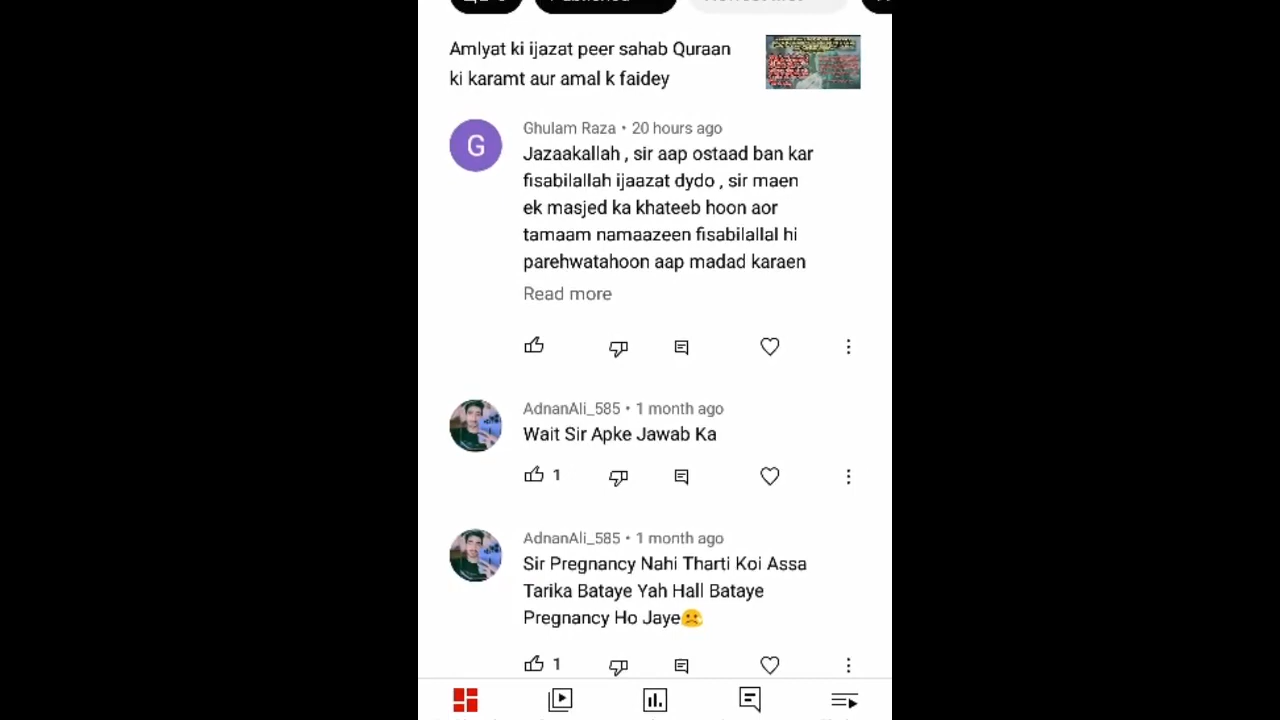 Amlyat ki ijazat peer sahab Quraan
ki karamt aur amal k faidey
G
Ghulam Raza • 20 hours ago
Jazaakallah , sir aap ostaad ban kar
fisabilallah ijaazat dydo , sir maen
ek masjed ka khateeb hoon aor
tamaam namaazeen fisabilallal hi
parehwatahoon aap madad karaen
Read more
AdnanAli_585 • 1 month ago
Wait Sir Apke Jawab Ka
1
AdnanAli_585 • 1 month ago
Sir Pregnancy Nahi Tharti Koi Assa
Tarika Bataye Yah Hall Bataye
Pregnancy Ho Jaye☹️
1